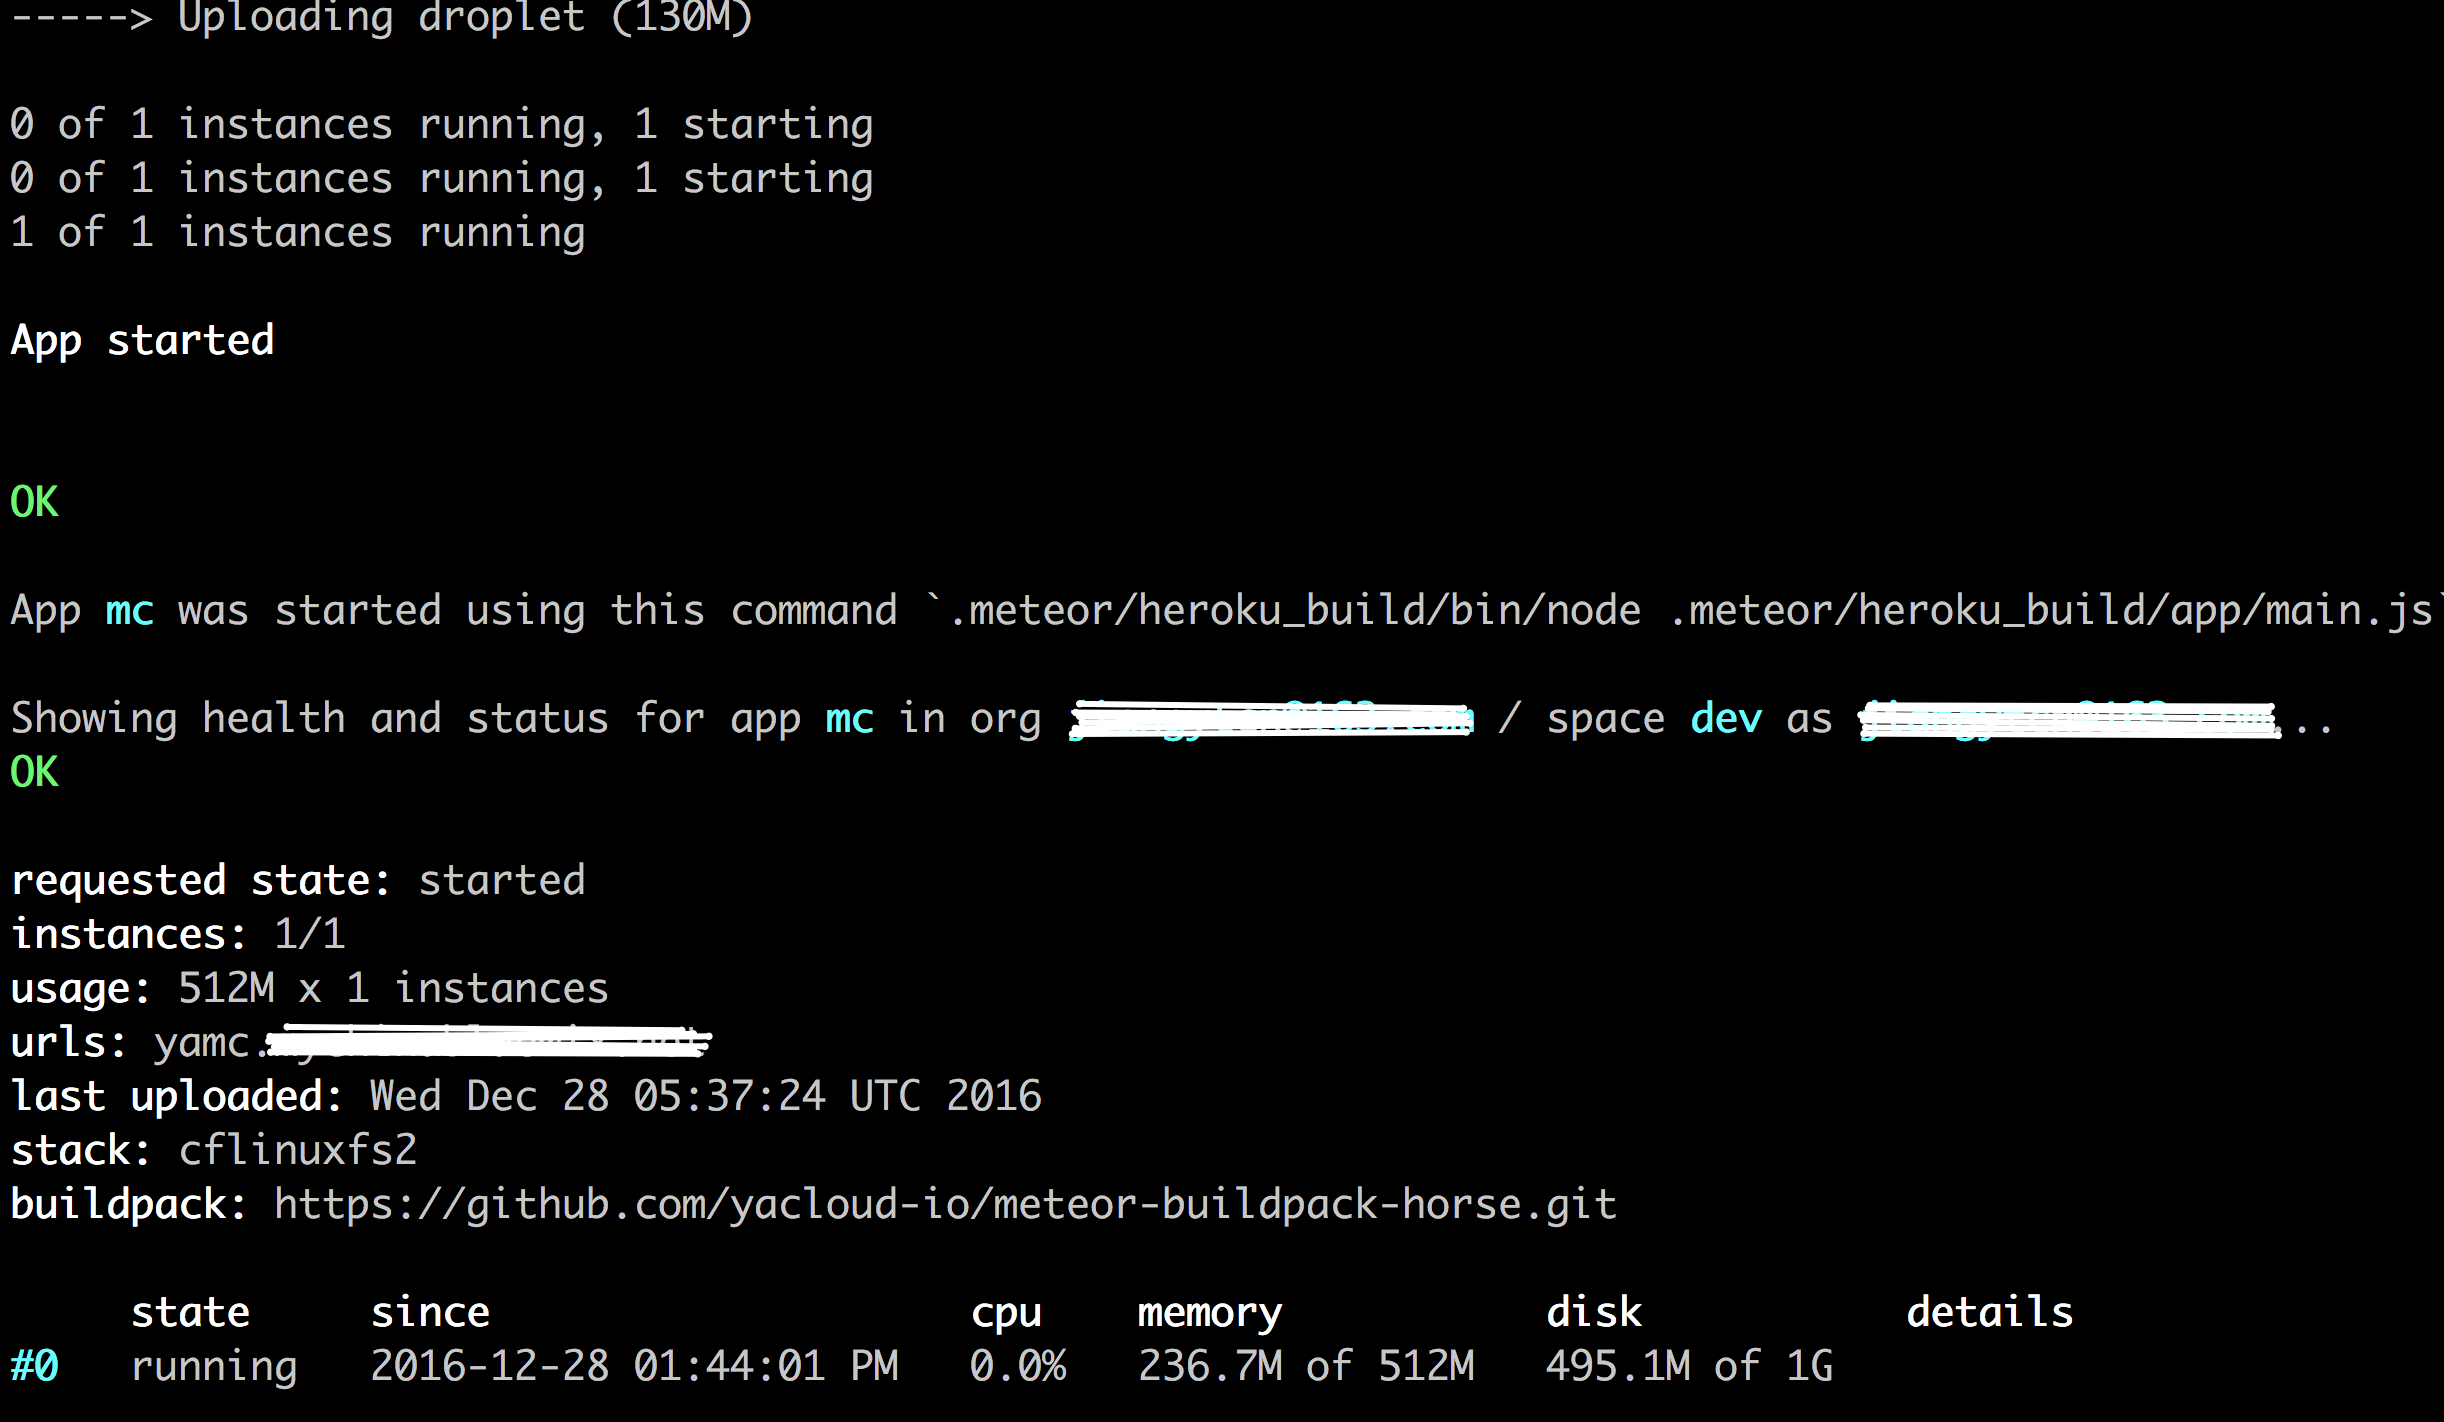 -----> Uploading droplet (130M)
0 of 1 instances running, 1 starting
0 of 1 instances running, 1 starting
1 of 1 instances running
App started
OK
App mc was started using this command `.meteor/heroku_build/bin/node .meteor/heroku_build/app/main.js`
Showing health and status for app mc in org / space dev as ..
OK
requested state: started
instances: 1/1
usage: 512M x 1 instances
urls: yamc.
last uploaded: Wed Dec 28 05:37:24 UTC 2016
stack: cflinuxfs2
buildpack: https://github.com/yacloud-io/meteor-buildpack-horse.git
state since cpu memory disk details
#0 running 2016-12-28 01:44:01 PM 0.0% 236.7M of 512M 495.1M of 1G